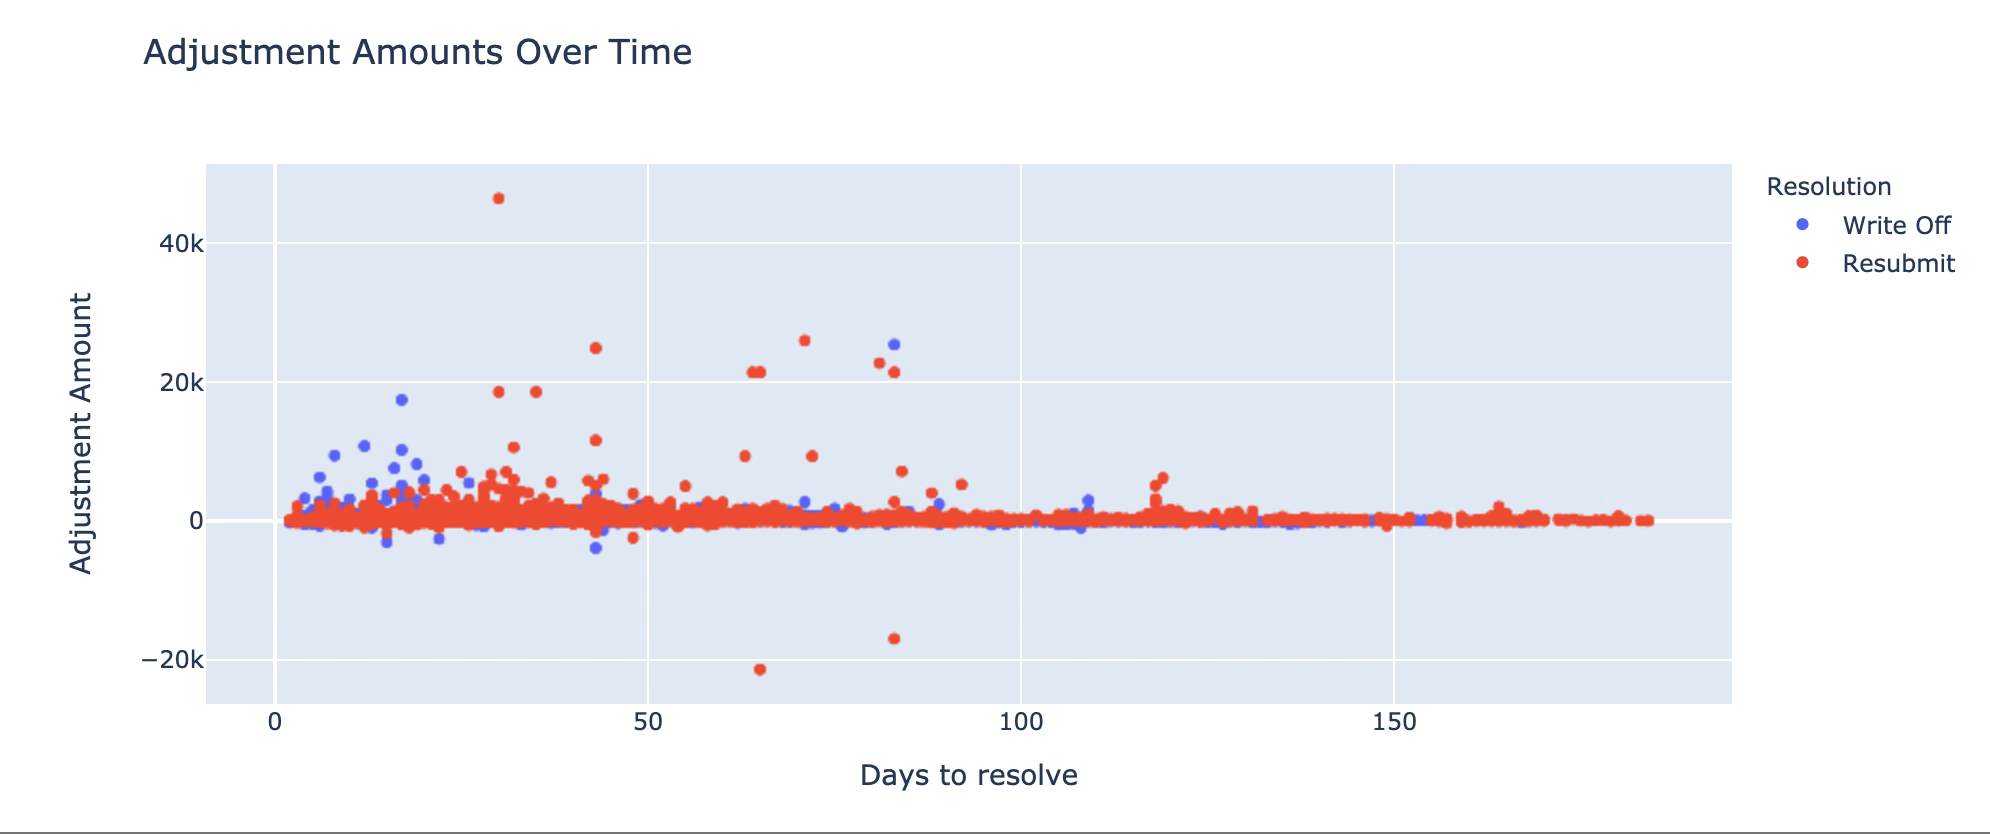 Adjustment Amounts Over Time
Resolution
Write Off
Resubmit
Adjustment Amount
40k
20k
0
−20k
0 50 100 150
Days to resolve